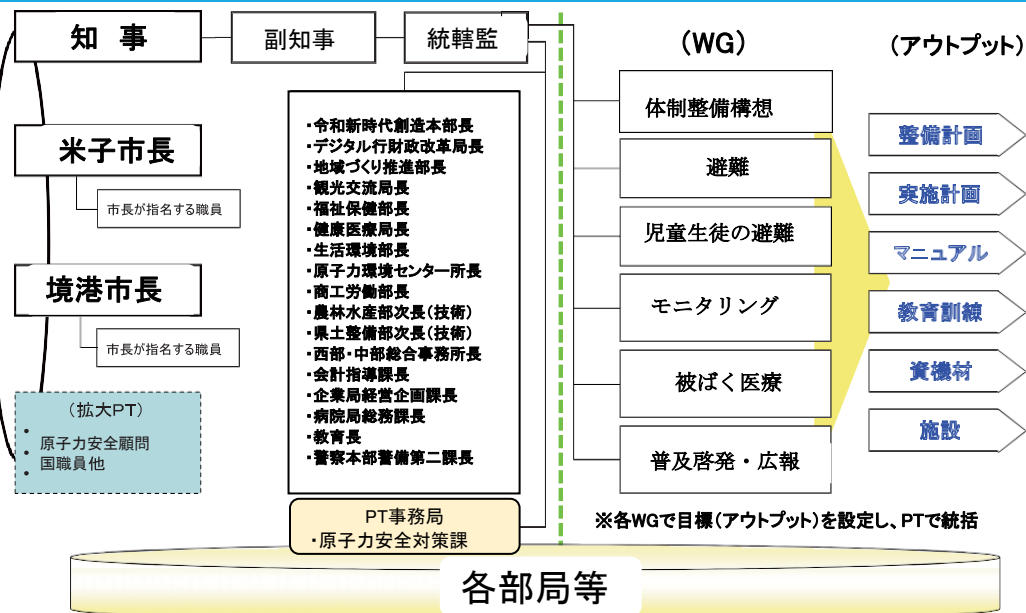 知 事
副知事
統轄監
米子市長
市長が指名する職員
境港市長
市長が指名する職員
(拡大PT)
・
・原子力安全顧問
・国職員他
・
・令和新時代創造本部長
・デジタル行財政改革局長
・地域づくり推進部長
・観光交流局長
・福祉保健部長
・健康医療局長
・生活環境部長
・原子力環境センター所長
・商工労働部長
・農林水産部次長(技術)
・県土整備部次長(技術)
・西部・中部総合事務所長
・会計指導課長
・企業局経営企画課長
・病院局総務課長
・教育長
・警察本部警備第二課長
PT事務局
・原子力安全対策課
(WG)
体制整備構想
避難
児童生徒の避難
モニタリング
被ばく医療
普及啓発・広報
(アウトプット)
整備計画
実施計画
マニュアル
教育訓練
資機材
施設
※各WGで目標(アウトプット)を設定し、PTで統括
各部局等